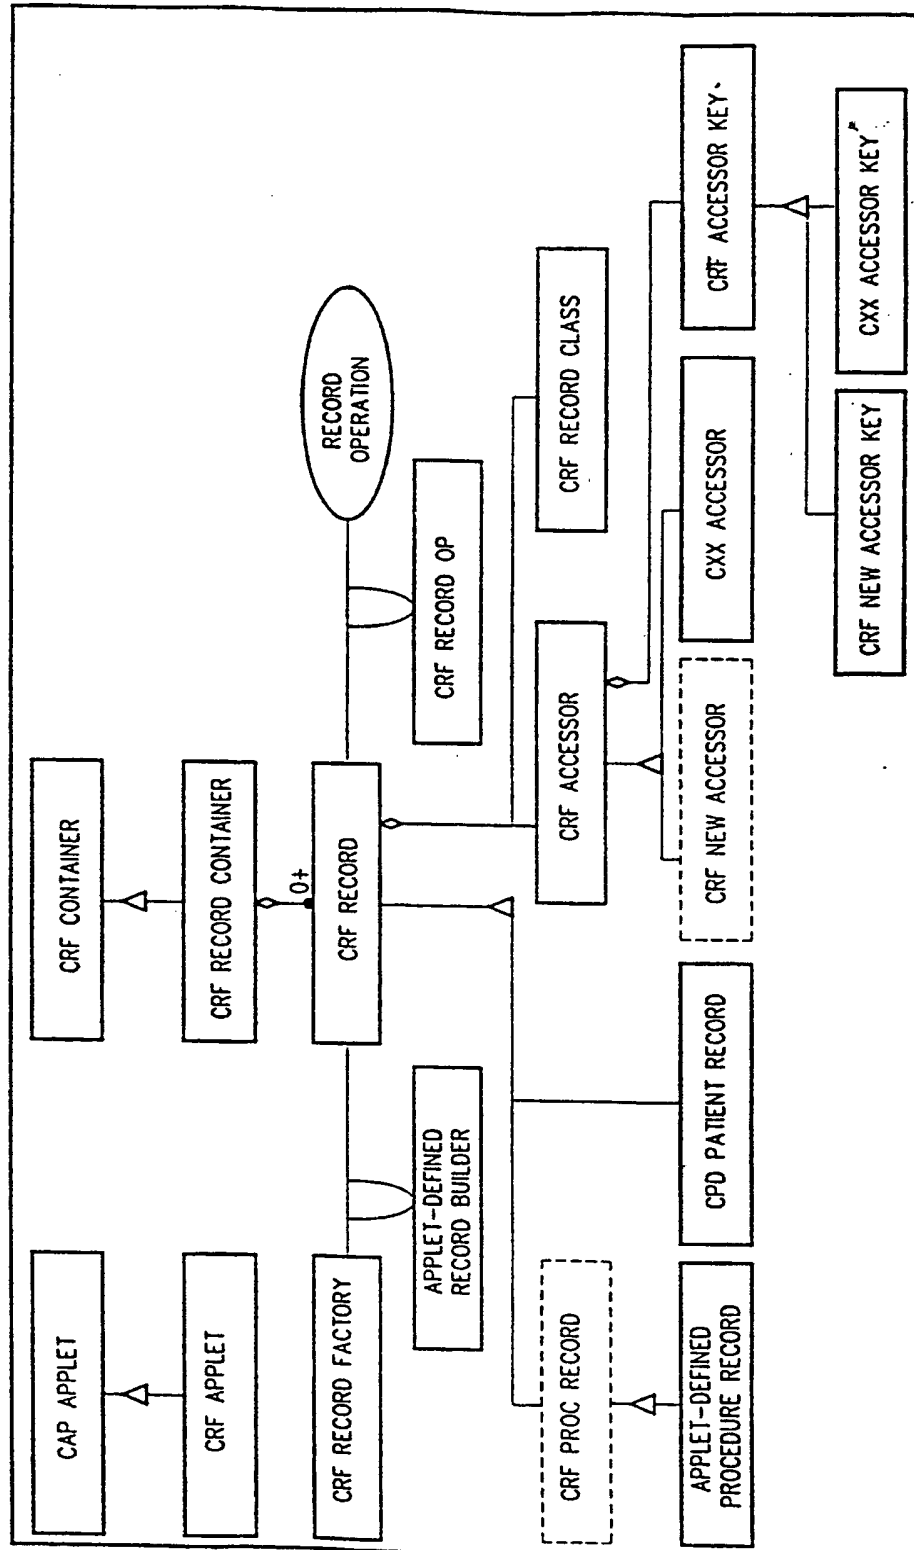 CAP APPLET
CRF CONTAINER
CRF APPLET
CRF RECORD CONTAINER
0+
CRF RECORD FACTORY
CRF RECORD
RECORD
OPERATION
APPLET-DEFINED
RECORD BUILDER
CRF RECORD OP
CRF PROC RECORD
CRF ACCESSOR
CRF RECORD CLASS
APPLET-DEFINED
PROCEDURE RECORD
CPD PATIENT RECORD
CRF NEW ACCESSOR
CXX ACCESSOR
CRF ACCESSOR KEY
CRF NEW ACCESSOR KEY
CXX ACCESSOR KEY